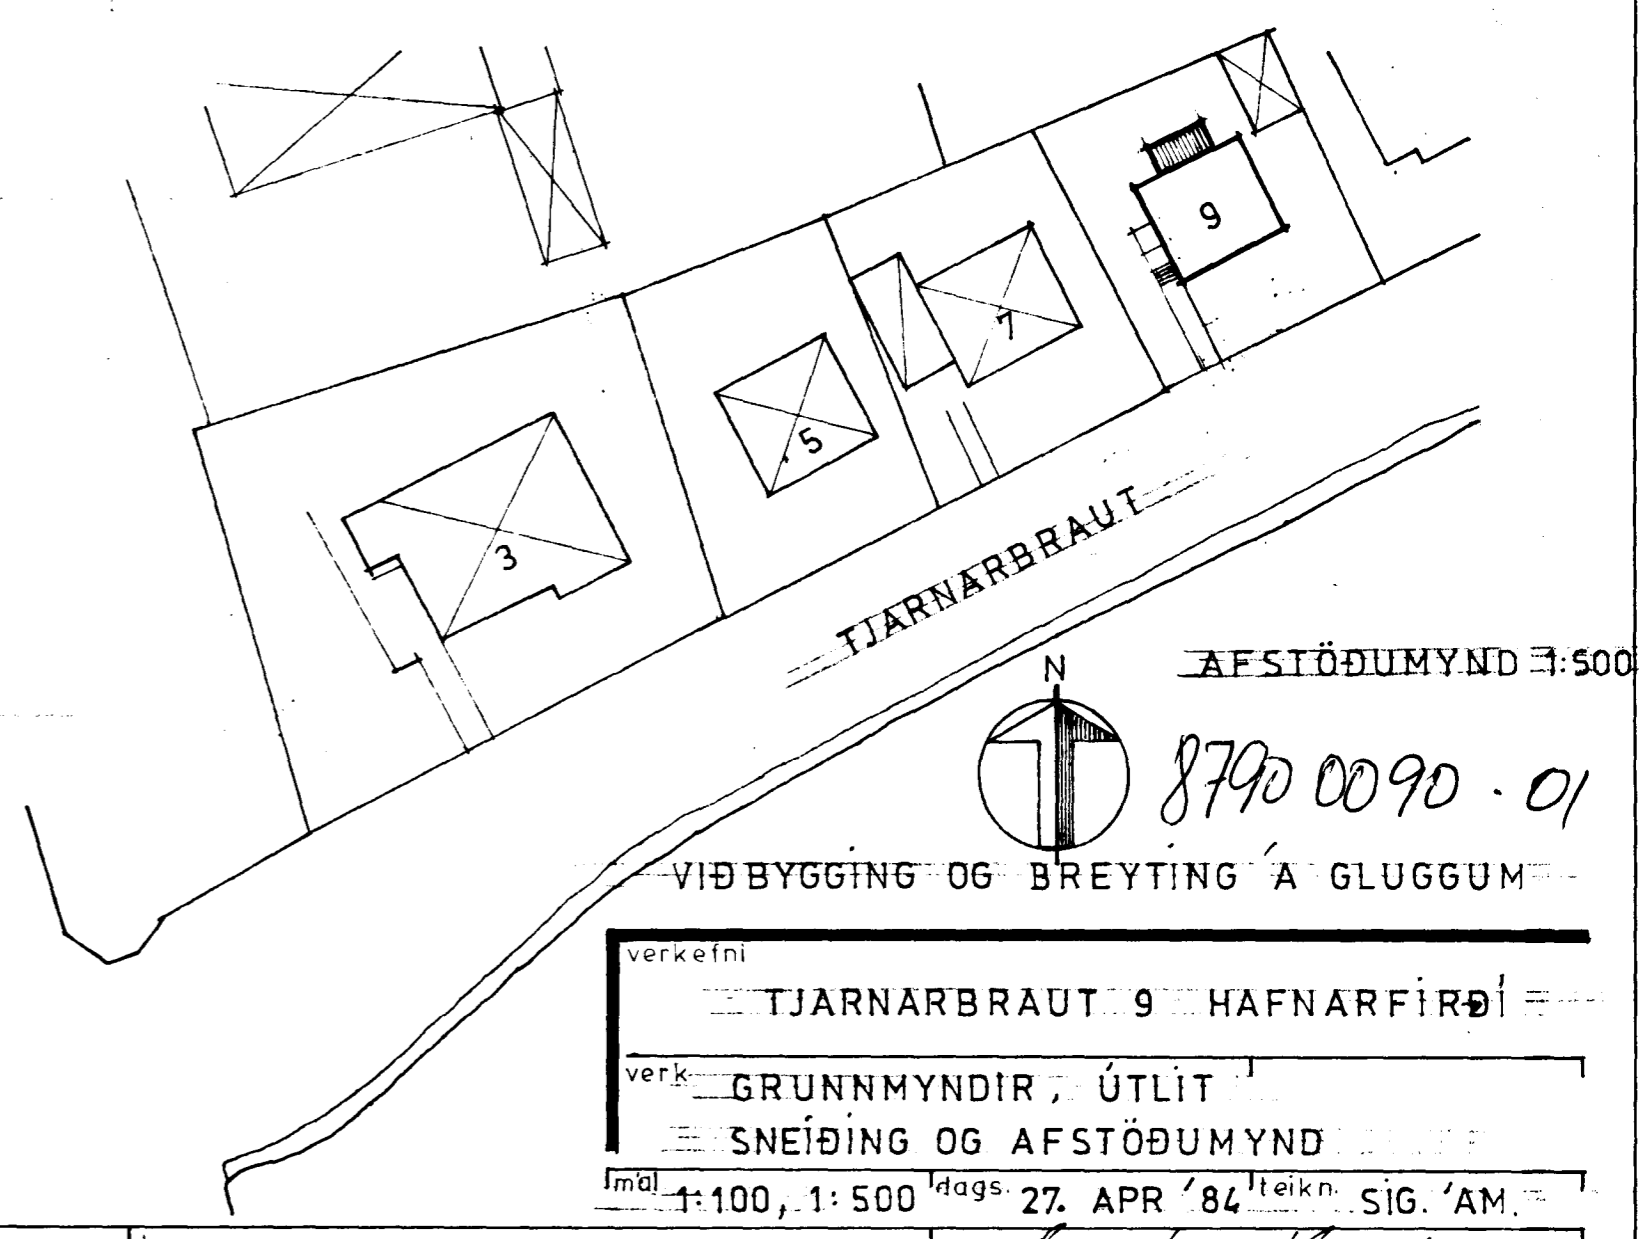 9
7
5
3
TJARNARBRAUT
N
AFSTÖÐUMYND 1:500
8790 0090 · 01
VIÐBYGGING OG BREYTING Á GLUGGUM
verkefni
TJARNARBRAUT 9 HAFNARFIRÐI
verk
GRUNNMYNDIR, ÚTLIT
SNEIÐING OG AFSTÖÐUMYND
mál 1:100, 1:500 dags. 27. APR '84 teikn. SIG. ÁM.